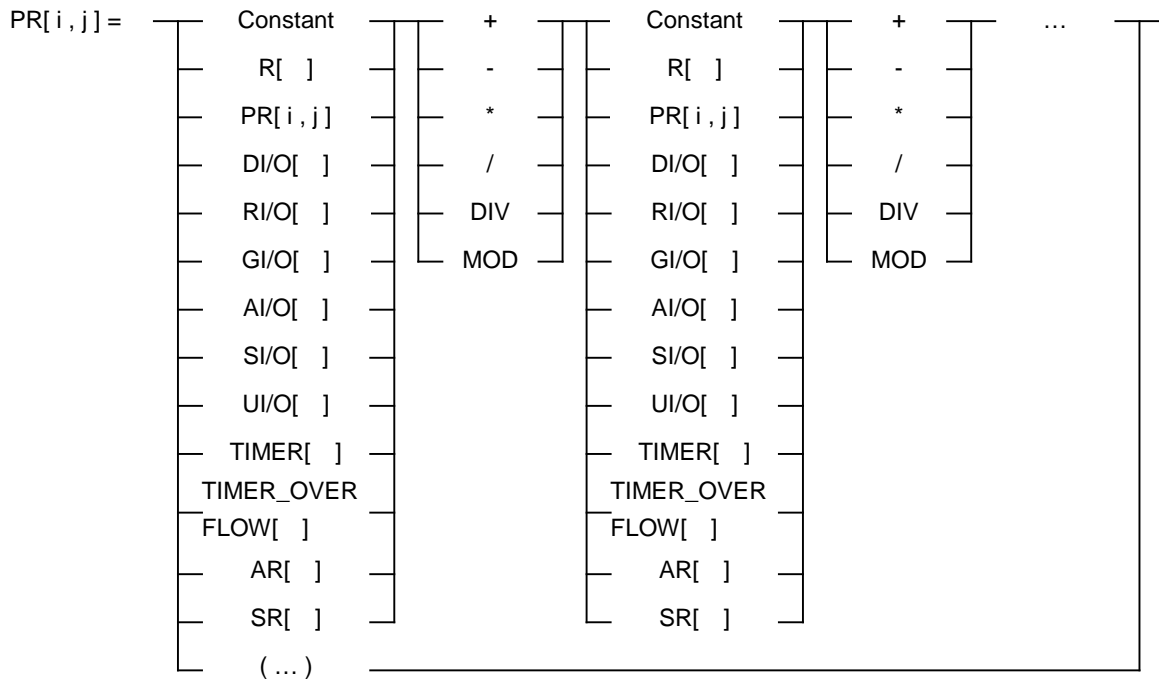 PR[ i , j ] = Constant + Constant + …
R[ ] - R[ ] -
PR[ i , j ] * PR[ i , j ] *
DI/O[ ] / DI/O[ ] /
RI/O[ ] DIV RI/O[ ] DIV
GI/O[ ] MOD GI/O[ ] MOD
AI/O[ ] AI/O[ ]
SI/O[ ] SI/O[ ]
UI/O[ ] UI/O[ ]
TIMER[ ] TIMER[ ]
TIMER_OVER TIMER_OVER
FLOW[ ] FLOW[ ]
AR[ ] AR[ ]
SR[ ] SR[ ]
( … )